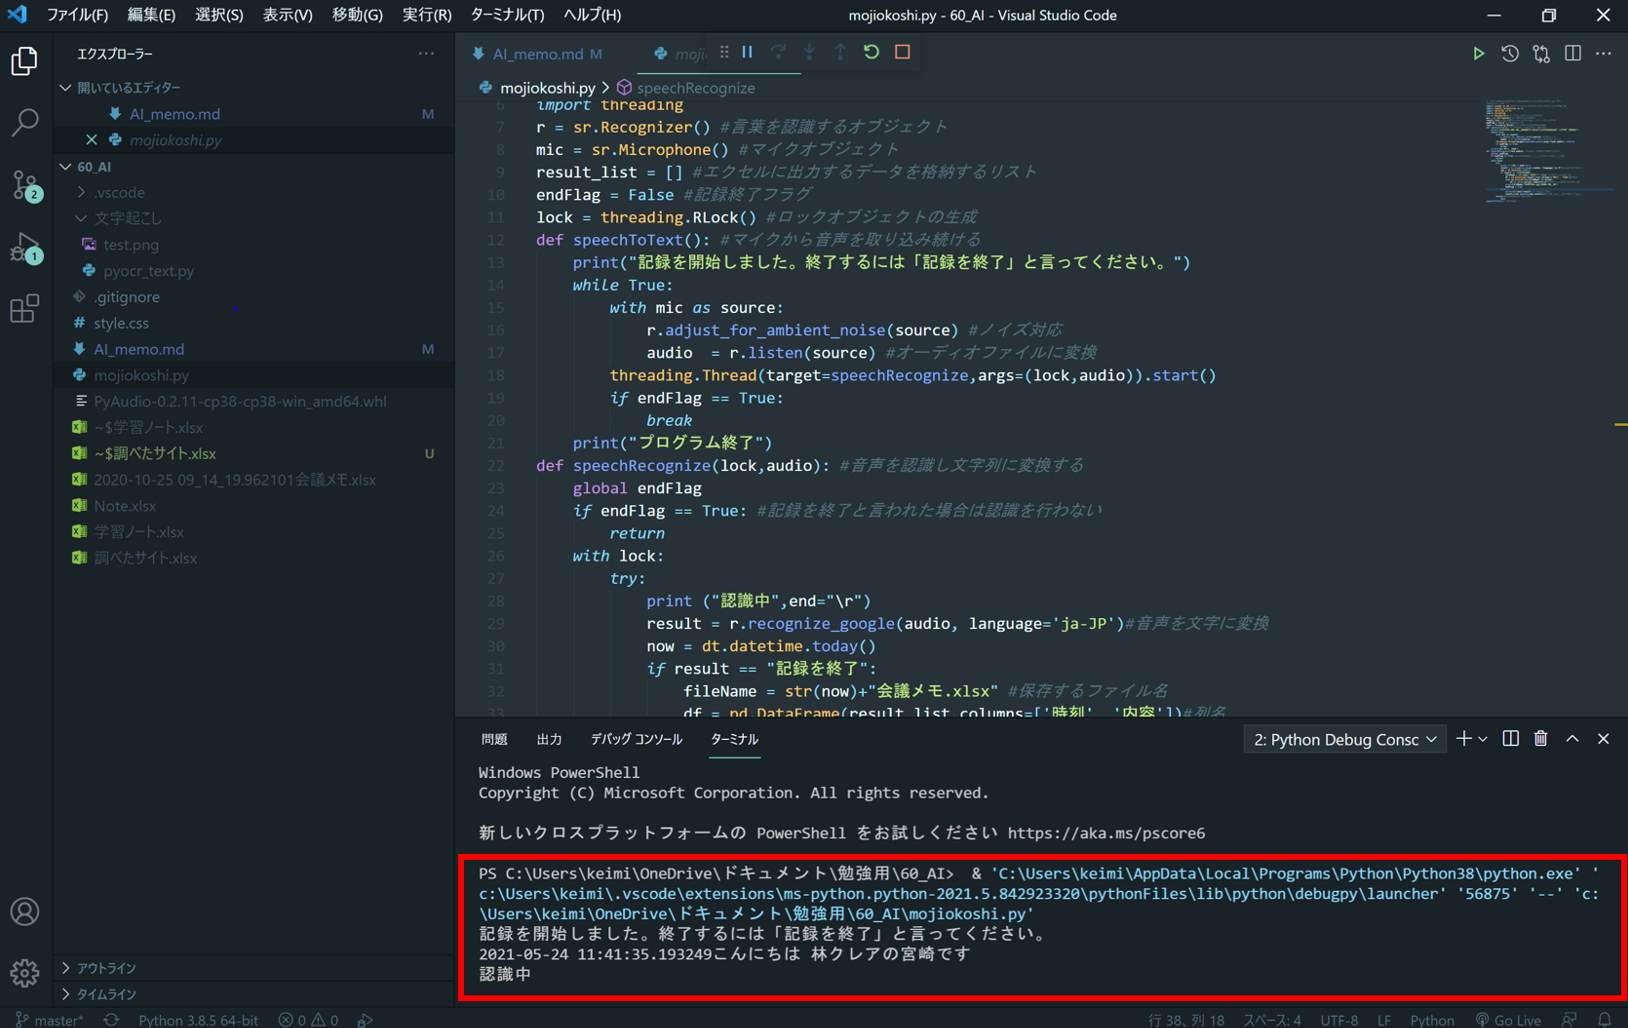 ファイル(F) 編集(E) 選択(S) 表示(V) 移動(G) 実行(R) ターミナル(T) ヘルプ(H) mojiokoshi.py - 60_AI - Visual Studio Code
エクスプローラー
開いているエディター
AI_memo.md M
mojiokoshi.py
60_AI
.vscode
文字起こし
test.png
pyocr_text.py
.gitignore
style.css
AI_memo.md M
mojiokoshi.py
PyAudio-0.2.11-cp38-cp38-win_amd64.whl
~$学習ノート.xlsx
~$調べたサイト.xlsx U
2020-10-25 09_14_19.962101会議メモ.xlsx
Note.xlsx
学習ノート.xlsx
調べたサイト.xlsx
アウトライン
タイムライン
2
1
AI_memo.md M moji
mojiokoshi.py > speechRecognize
6 import threading
7 r = sr.Recognizer() #言葉を認識するオブジェクト
8 mic = sr.Microphone() #マイクオブジェクト
9 result_list = [] #エクセルに出力するデータを格納するリスト
10 endFlag = False #記録終了フラグ
11 lock = threading.RLock() #ロックオブジェクトの生成
12 def speechToText(): #マイクから音声を取り込み続ける
13 print("記録を開始しました。終了するには「記録を終了」と言ってください。")
14 while True:
15 with mic as source:
16 r.adjust_for_ambient_noise(source) #ノイズ対応
17 audio  = r.listen(source) #オーディオファイルに変換
18 threading.Thread(target=speechRecognize,args=(lock,audio)).start()
19 if endFlag == True:
20 break
21 print("プログラム終了")
22 def speechRecognize(lock,audio): #音声を認識し文字列に変換する
23 global endFlag
24 if endFlag == True: #記録を終了と言われた場合は認識を行わない
25 return
26 with lock:
27 try:
28 print ("認識中",end="\r")
29 result = r.recognize_google(audio, language='ja-JP')#音声を文字に変換
30 now = dt.datetime.today()
31 if result == "記録を終了":
32 fileName = str(now)+"会議メモ.xlsx" #保存するファイル名
33 df = pd.DataFrame(result_list,columns=['時刻', '内容'])#列名
問題 出力 デバッグ コンソール ターミナル 2: Python Debug Consc
Windows PowerShell
Copyright (C) Microsoft Corporation. All rights reserved.
新しいクロスプラットフォームの PowerShell をお試しください https://aka.ms/pscore6
PS C:\Users\keimi\OneDrive\ドキュメント\勉強用\60_AI>  & 'C:\Users\keimi\AppData\Local\Programs\Python\Python38\python.exe' '
c:\Users\keimi\.vscode\extensions\ms-python.python-2021.5.842923320\pythonFiles\lib\python\debugpy\launcher' '56875' '--' 'c:
\Users\keimi\OneDrive\ドキュメント\勉強用\60_AI\mojiokoshi.py'
記録を開始しました。終了するには「記録を終了」と言ってください。
2021-05-24 11:41:35.193249こんにちは 林クレアの宮崎です
認識中
master* Python 3.8.5 64-bit 0 0 行 38、列 18 スペース: 4 UTF-8 LF Python Go Live